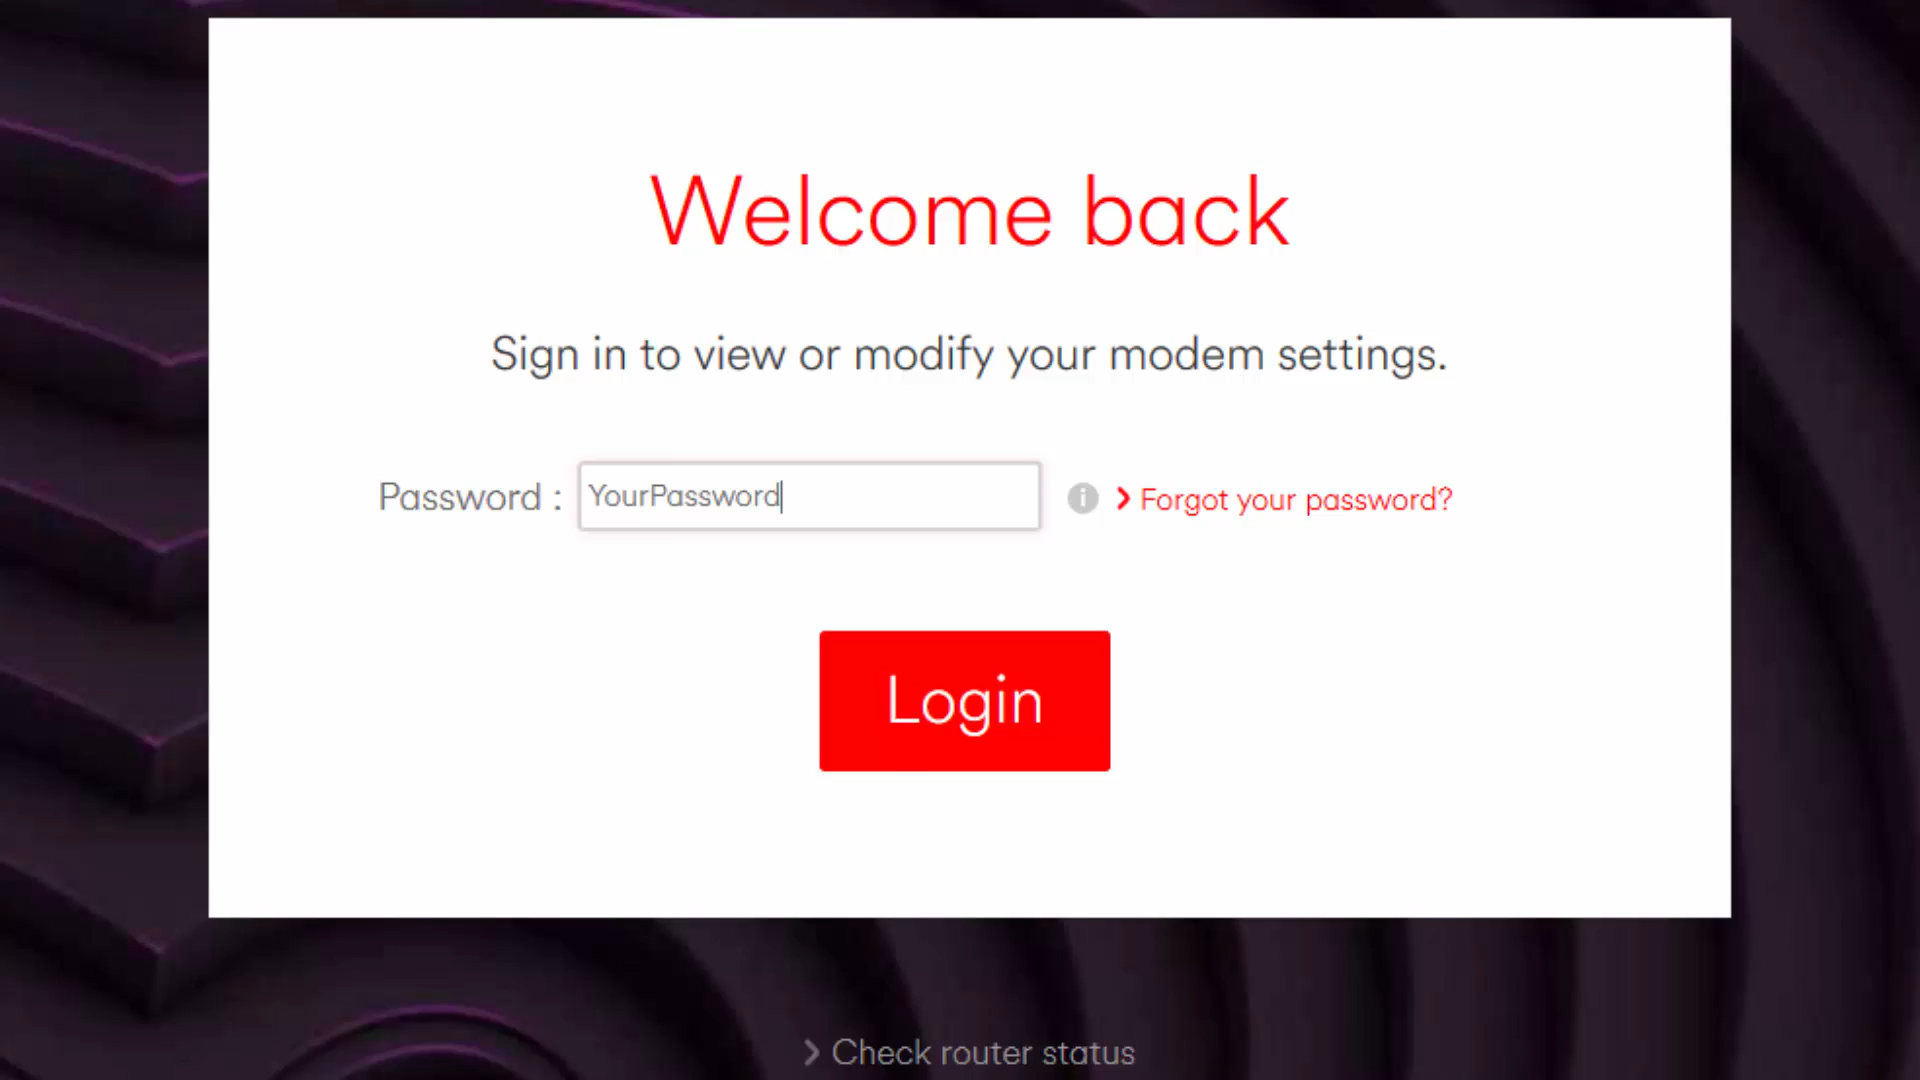 Welcome back
Sign in to view or modify your modem settings.
Password : YourPassword Forgot your password?
Login
Check router status